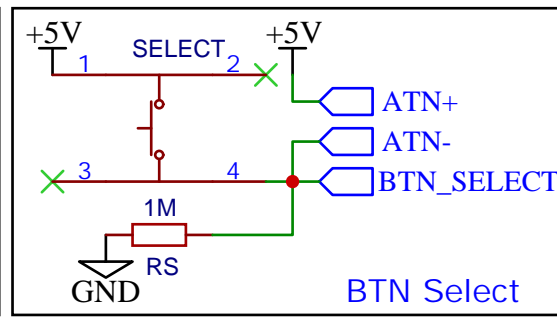 +5V
SELECT
+5V
1
2
ATN+
ATN-
3
4
BTN_SELECT
1M
RS
GND
BTN Select